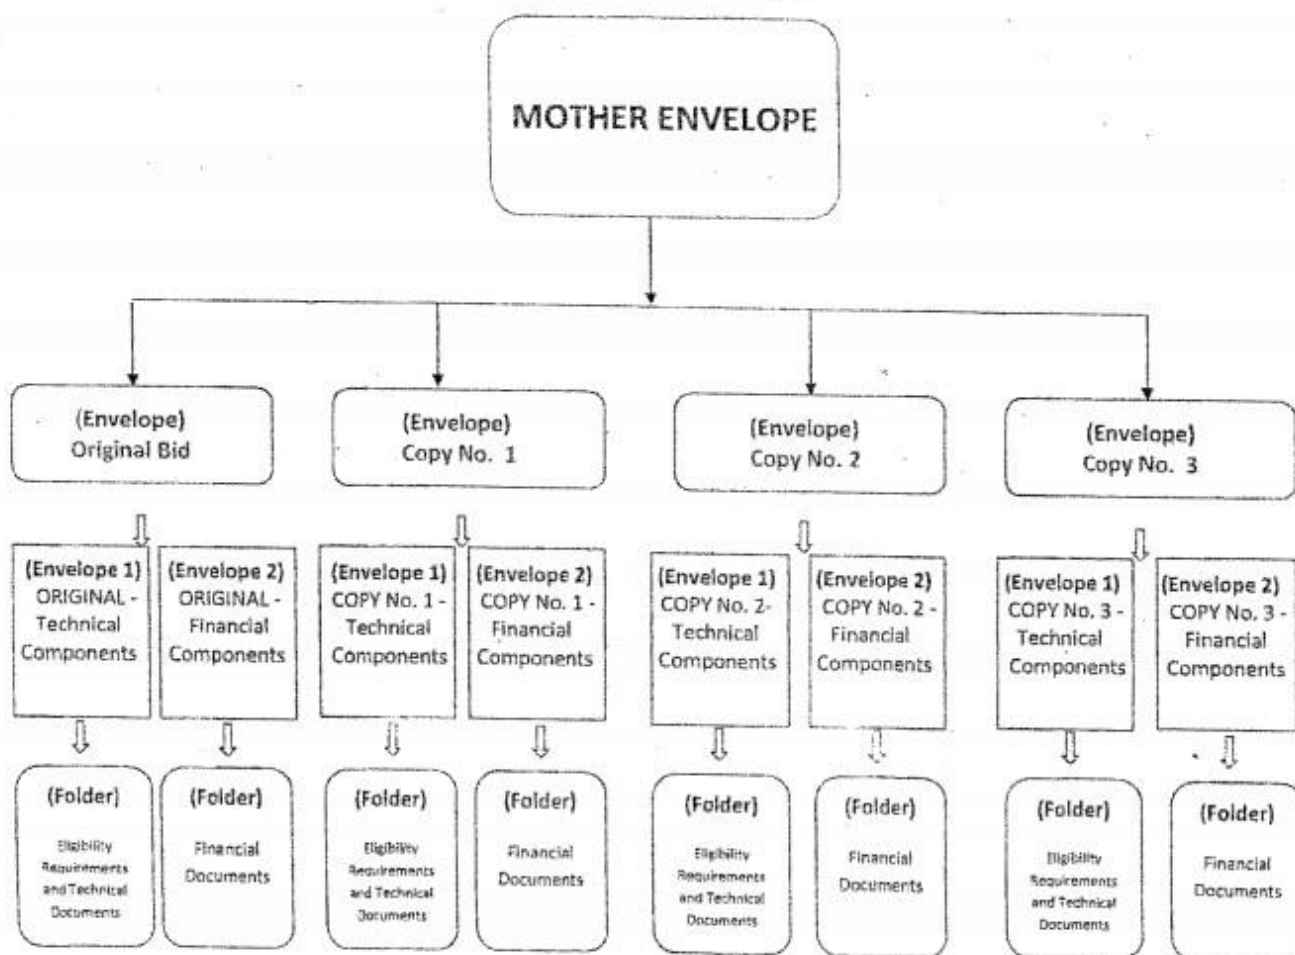 MOTHER ENVELOPE
(Envelope)
Original Bid
(Envelope)
Copy No. 1
(Envelope)
Copy No. 2
(Envelope)
Copy No. 3
(Envelope 1)
ORIGINAL -
Technical
Components
(Envelope 2)
ORIGINAL -
Financial
Components
(Envelope 1)
COPY No. 1 -
Technical
Components
(Envelope 2)
COPY No. 1 -
Financial
Components
(Envelope 1)
COPY No. 2-
Technical
Components
(Envelope 2)
COPY No. 2 -
Financial
Components
(Envelope 1)
COPY No. 3 -
Technical
Components
(Envelope 2)
COPY No. 3 -
Financial
Components
(Folder)
Eligibility
Requirements
and Technical
Documents
(Folder)
Financial
Documents
(Folder)
Eligibility
Requirements
and Technical
Documents
(Folder)
Financial
Documents
(Folder)
Eligibility
Requirements
and Technical
Documents
(Folder)
Financial
Documents
(Folder)
Eligibility
Requirements
and Technical
Documents
(Folder)
Financial
Documents